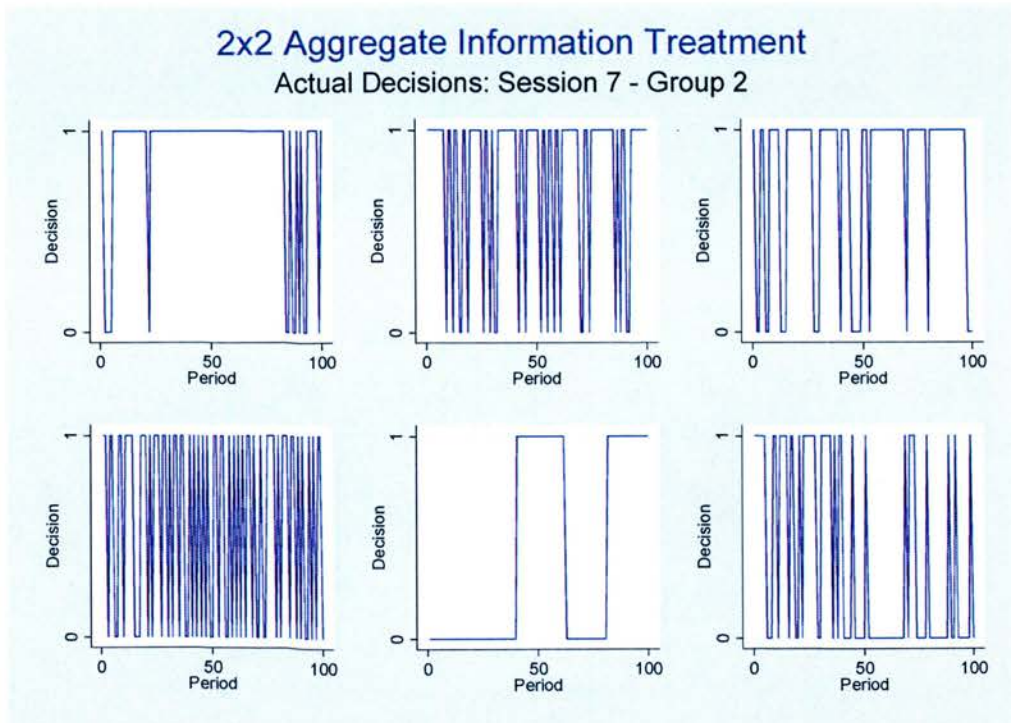 2x2 Aggregate Information Treatment
Actual Decisions: Session 7 - Group 2
Decision
1
0
0
50
100
Period
Decision
1
0
0
50
100
Period
Decision
1
0
0
50
100
Period
Decision
1
0
0
50
100
Period
Decision
1
0
0
50
100
Period
Decision
1
0
0
50
100
Period